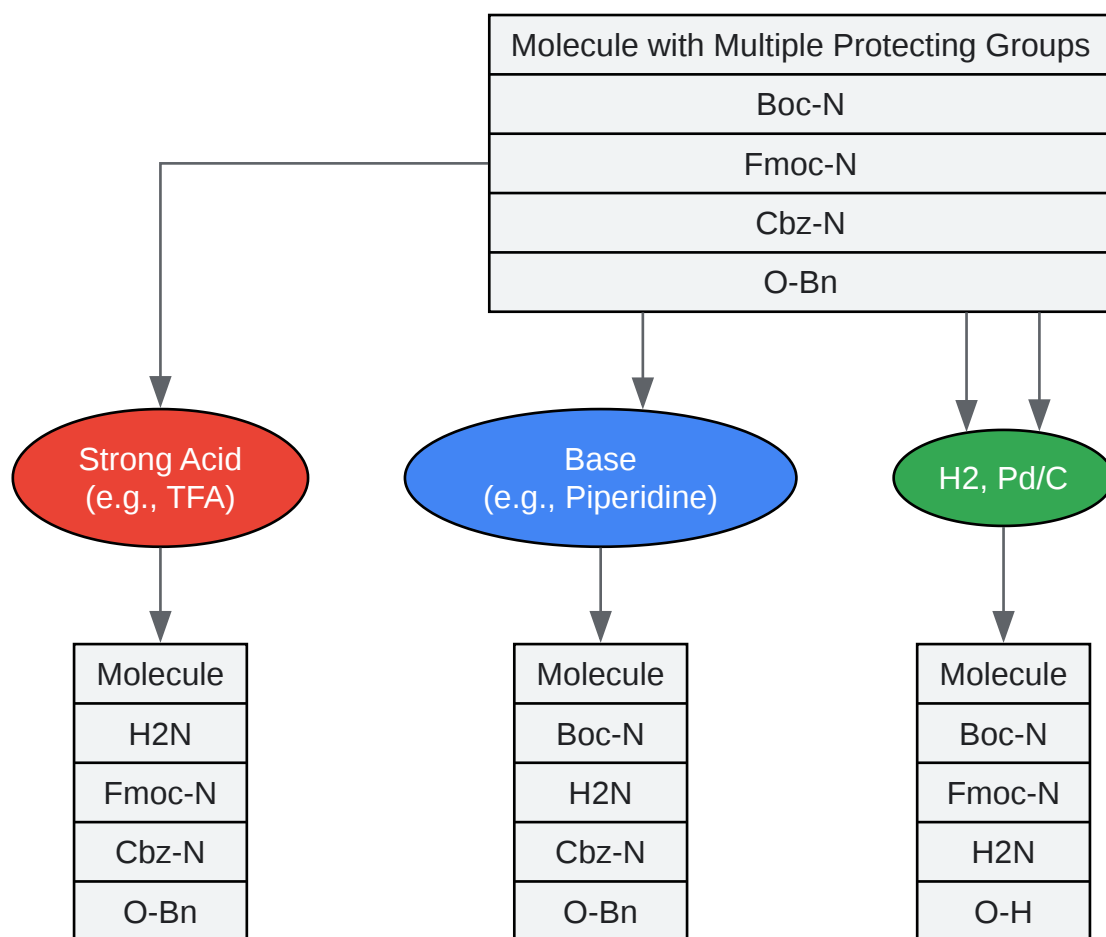 Molecule with Multiple Protecting Groups
Boc-N
Fmoc-N
Cbz-N
O-Bn
Strong Acid
(e.g., TFA)
Base
(e.g., Piperidine)
H2, Pd/C
Molecule
H2N
Fmoc-N
Cbz-N
O-Bn
Molecule
Boc-N
H2N
Cbz-N
O-Bn
Molecule
Boc-N
Fmoc-N
H2N
O-H